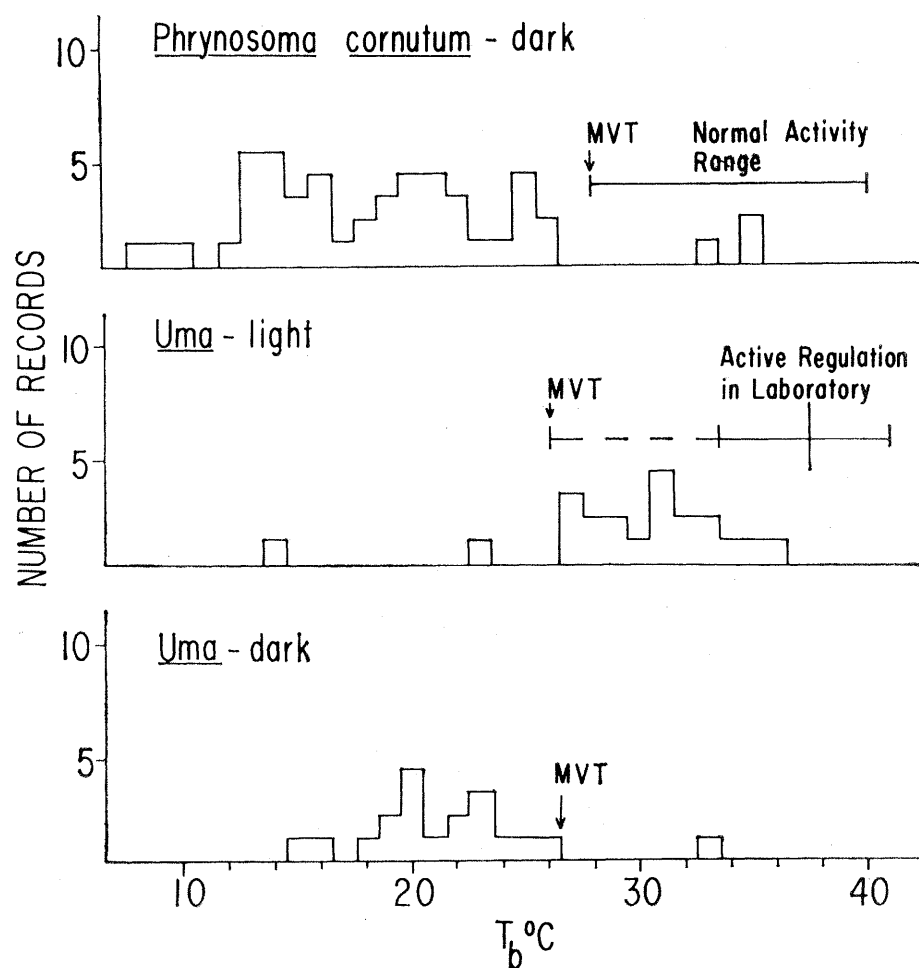 Phrynosoma cornutum - dark
10
5
MVT
Normal Activity
Range
Uma - light
10
5
MVT
Active Regulation
in Laboratory
NUMBER OF RECORDS
Uma - dark
10
5
MVT
10 20 30 40
Tb°C